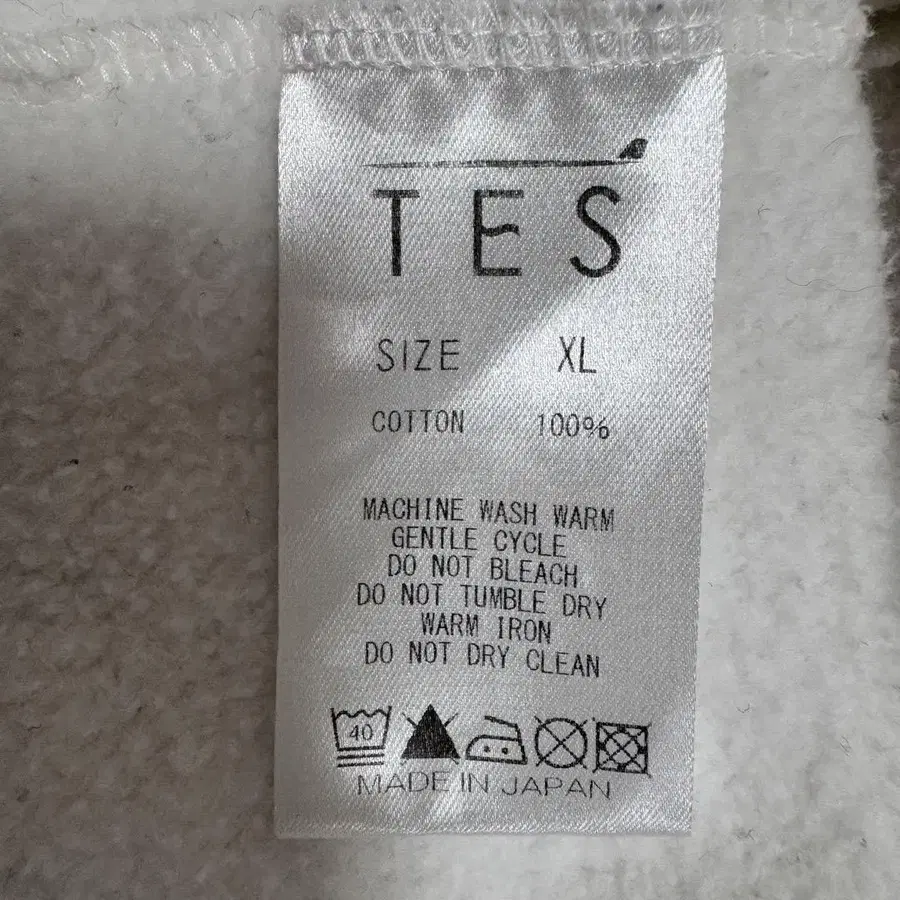 TES
SIZE XL
COTTON 100%
MACHINE WASH WARM
GENTLE CYCLE
DO NOT BLEACH
DO NOT TUMBLE DRY
WARM IRON
DO NOT DRY CLEAN
40
MADE IN JAPAN